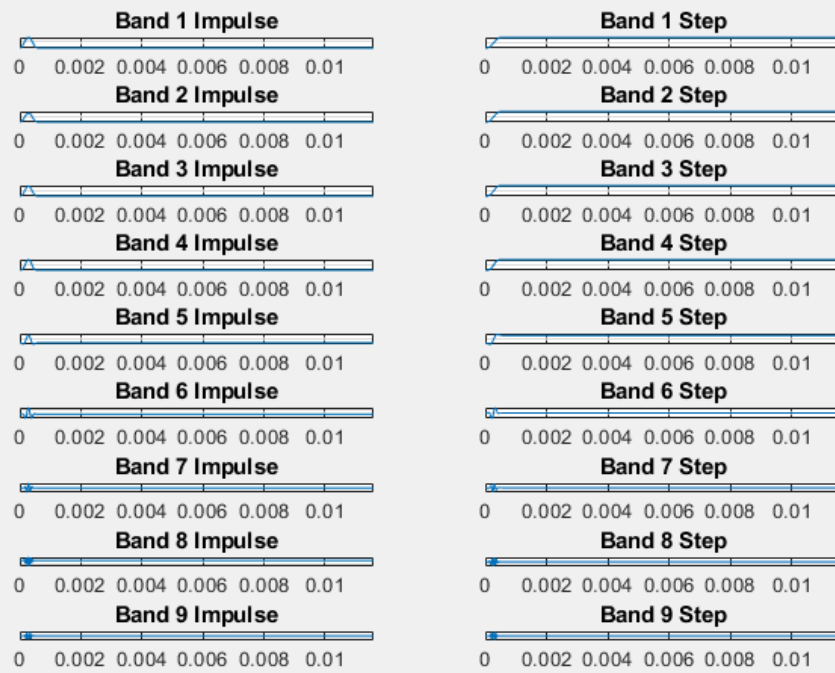 Band 1 Impulse Band 1 Step
0 0.002 0.004 0.006 0.008 0.01 0 0.002 0.004 0.006 0.008 0.01
Band 2 Impulse Band 2 Step
0 0.002 0.004 0.006 0.008 0.01 0 0.002 0.004 0.006 0.008 0.01
Band 3 Impulse Band 3 Step
0 0.002 0.004 0.006 0.008 0.01 0 0.002 0.004 0.006 0.008 0.01
Band 4 Impulse Band 4 Step
0 0.002 0.004 0.006 0.008 0.01 0 0.002 0.004 0.006 0.008 0.01
Band 5 Impulse Band 5 Step
0 0.002 0.004 0.006 0.008 0.01 0 0.002 0.004 0.006 0.008 0.01
Band 6 Impulse Band 6 Step
0 0.002 0.004 0.006 0.008 0.01 0 0.002 0.004 0.006 0.008 0.01
Band 7 Impulse Band 7 Step
0 0.002 0.004 0.006 0.008 0.01 0 0.002 0.004 0.006 0.008 0.01
Band 8 Impulse Band 8 Step
0 0.002 0.004 0.006 0.008 0.01 0 0.002 0.004 0.006 0.008 0.01
Band 9 Impulse Band 9 Step
0 0.002 0.004 0.006 0.008 0.01 0 0.002 0.004 0.006 0.008 0.01